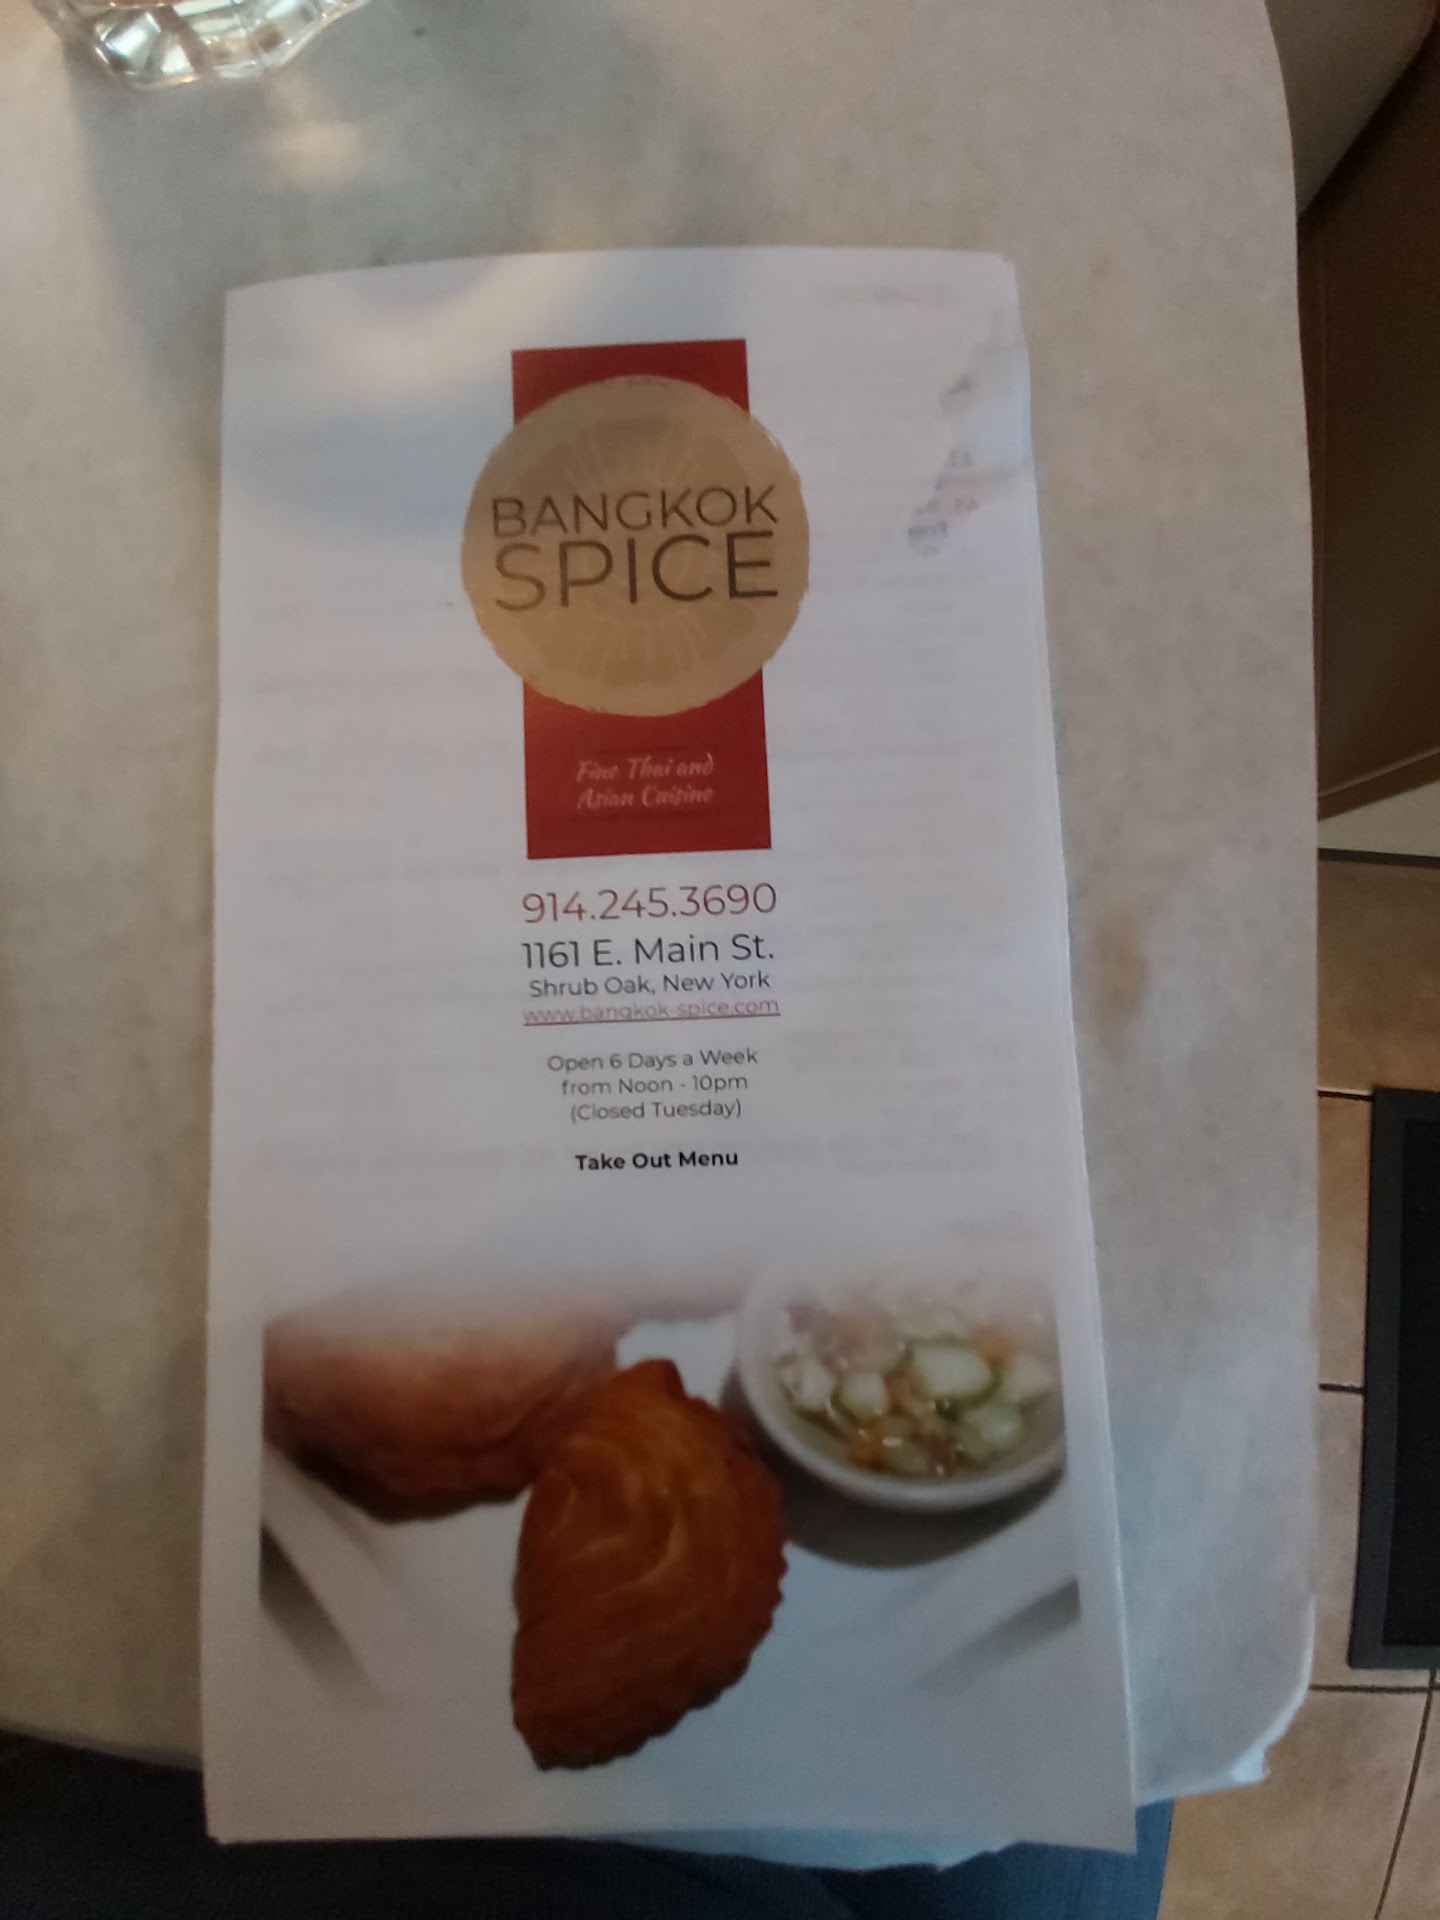 BANGKOK
SPICE
Fine Thai and
Asian Cuisine
914.245.3690
1161 E. Main St.
Shrub Oak, New York
www.bangkok-spice.com
Open 6 Days a Week
from Noon - 10pm
(Closed Tuesday)
Take Out Menu